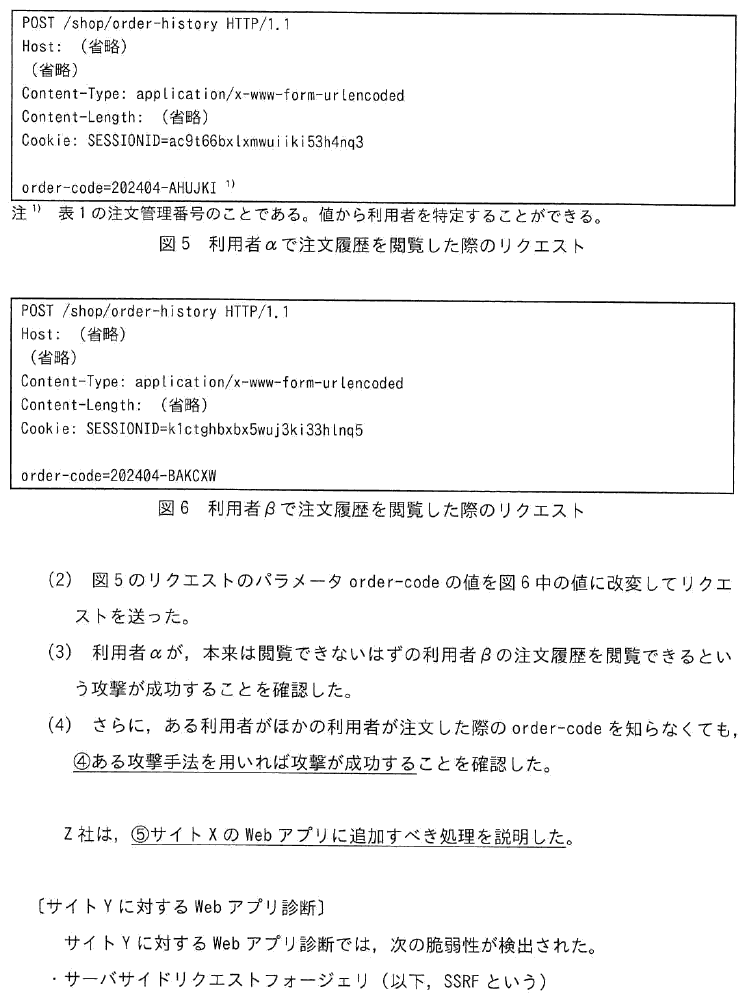 POST /shop/order-history HTTP/1.1
Host: （省略）
（省略）
Content-Type: application/x-www-form-urlencoded
Content-Length: （省略）
Cookie: SESSIONID=ac9t66bxlxmwuiiki53h4nq3
order-code=202404-AHUJKI 1)
注1) 表1の注文管理番号のことである。値から利用者を特定することができる。
図5 利用者αで注文履歴を閲覧した際のリクエスト
POST /shop/order-history HTTP/1.1
Host: （省略）
（省略）
Content-Type: application/x-www-form-urlencoded
Content-Length: （省略）
Cookie: SESSIONID=k1ctghbxbx5wuj3ki33hlnq5
order-code=202404-BAKCXW
図6 利用者βで注文履歴を閲覧した際のリクエスト
(2) 図5のリクエストのパラメータ order-code の値を図6中の値に改変してリクエ
ストを送った。
(3) 利用者αが，本来は閲覧できないはずの利用者βの注文履歴を閲覧できるとい
う攻撃が成功することを確認した。
(4) さらに，ある利用者がほかの利用者が注文した際の order-code を知らなくても，
④ある攻撃手法を用いれば攻撃が成功することを確認した。
Z社は，⑤サイトXのWebアプリに追加すべき処理を説明した。
〔サイトYに対するWebアプリ診断〕
サイトYに対するWebアプリ診断では，次の脆弱性が検出された。
・サーバサイドリクエストフォージェリ（以下，SSRFという）